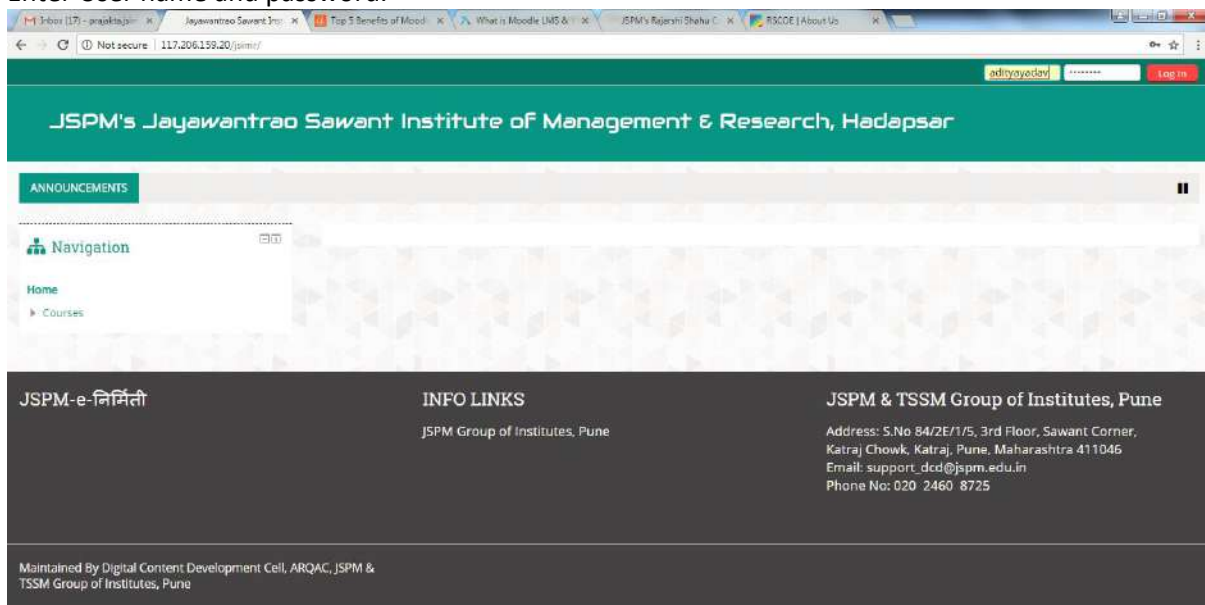 Enter User name and password.
Inbox (17) - prajaktajoi
Jayawantrao Sawant Inst
Top 5 Benefits of Mood
What is Moodle LMS &
JSPM's Rajarshi Shahu C
RSCOE | About Us
Not secure 117.206.159.20/jsimr/
adityayadav ........ Log in
JSPM's Jayawantrao Sawant Institute of Management & Research, Hadapsar
ANNOUNCEMENTS
Navigation
Home
Courses
JSPM-e-निर्मिती
INFO LINKS
JSPM Group of Institutes, Pune
JSPM & TSSM Group of Institutes, Pune
Address: S.No 84/2E/1/5, 3rd Floor, Sawant Corner,
Katraj Chowk, Katraj, Pune, Maharashtra 411046
Email: support_dcd@jspm.edu.in
Phone No: 020 2460 8725
Maintained By Digital Content Development Cell, ARQAC, JSPM &
TSSM Group of Institutes, Pune